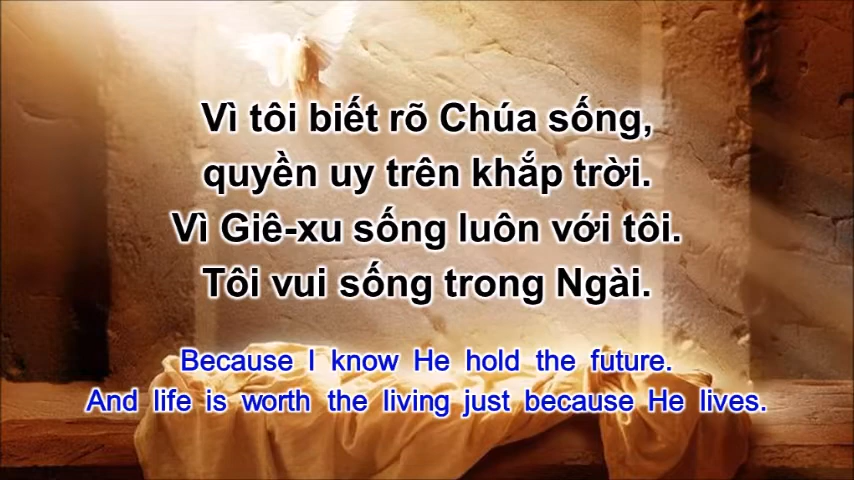 Vì tôi biết rõ Chúa sống,
quyền uy trên khắp trời.
Vì Giê-xu sống luôn với tôi.
Tôi vui sống trong Ngài.
Because I know He hold the future.
And life is worth the living just because He lives.